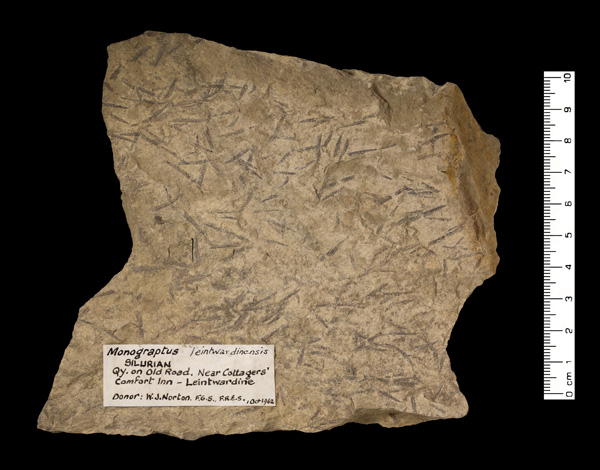 Monograptus leintwardinensis
SILURIAN
Qy. on Old Road. Near Cottagers'
Comfort Inn - Leintwardine
Donor: W.J. Norton. F.G.S., F.R.E.S., Oct 1962
10
9
8
7
6
5
4
3
2
1
0 cm